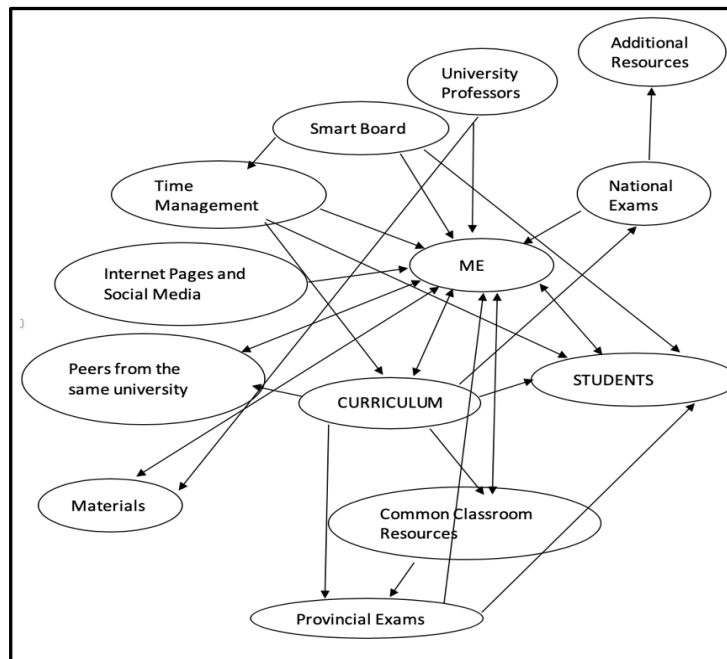 Additional
Resources
University
Professors
Smart Board
Time
Management
National
Exams
ME
Internet Pages and
Social Media
Peers from the
same university
STUDENTS
CURRICULUM
Materials
Common Classroom
Resources
Provincial Exams